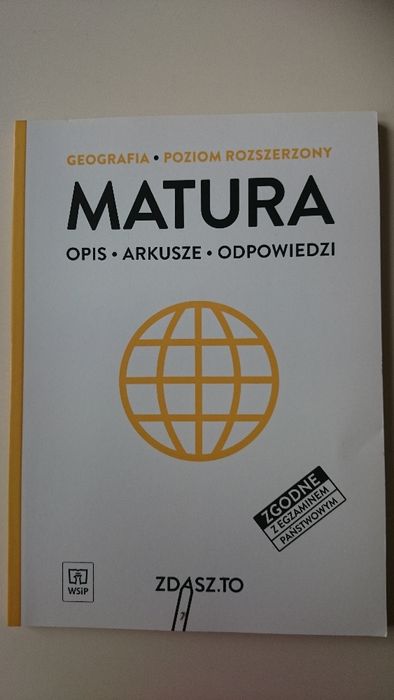 GEOGRAFIA • POZIOM ROZSZERZONY
MATURA
OPIS • ARKUSZE • ODPOWIEDZI
ZGODNE
Z EGZAMINEM
PAŃSTWOWYM
WSiP
ZDASZ.TO